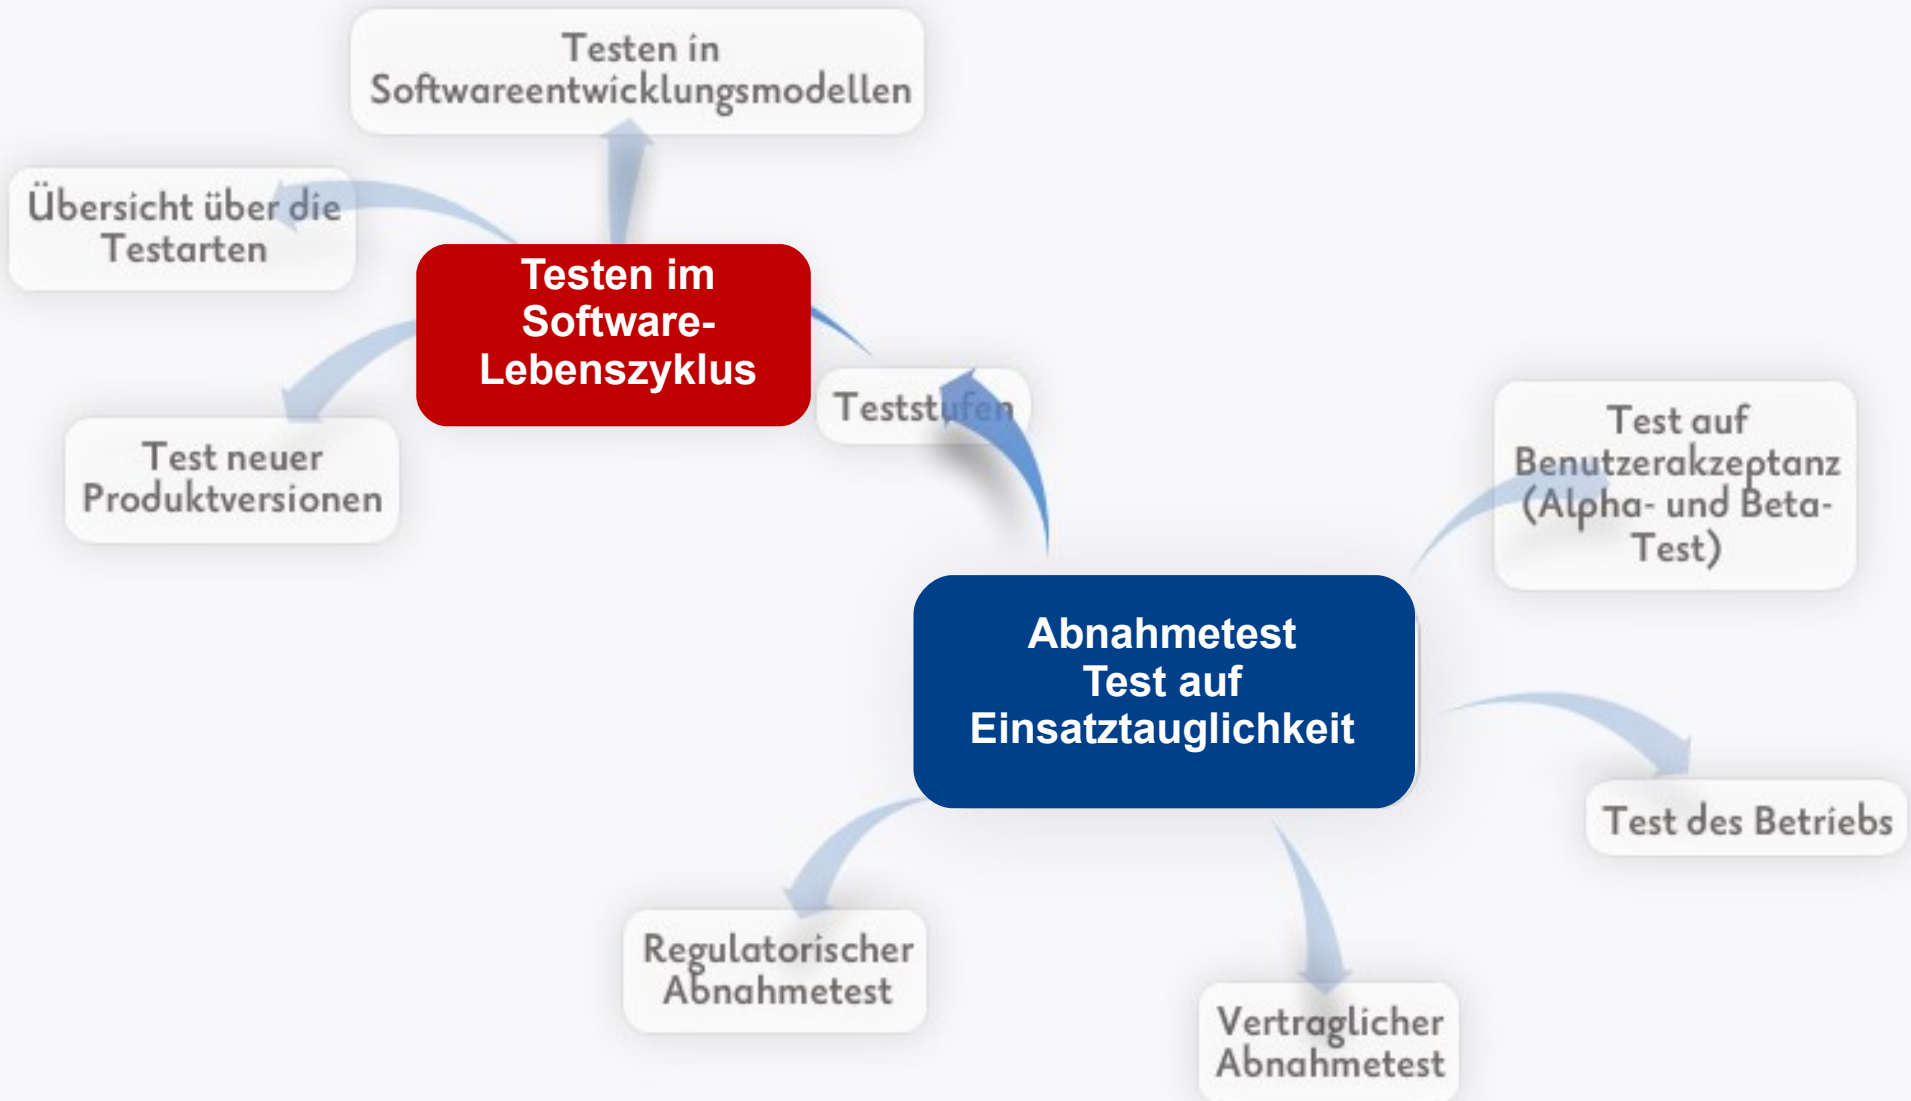 Testen in
Softwareentwicklungsmodellen
Übersicht über die
Testarten
Testen im
Software-
Lebenszyklus
Teststufen
Test neuer
Produktversionen
Test auf
Benutzerakzeptanz
(Alpha- und Beta-
Test)
Abnahmetest
Test auf
Einsatztauglichkeit
Test des Betriebs
Regulatorischer
Abnahmetest
Vertraglicher
Abnahmetest